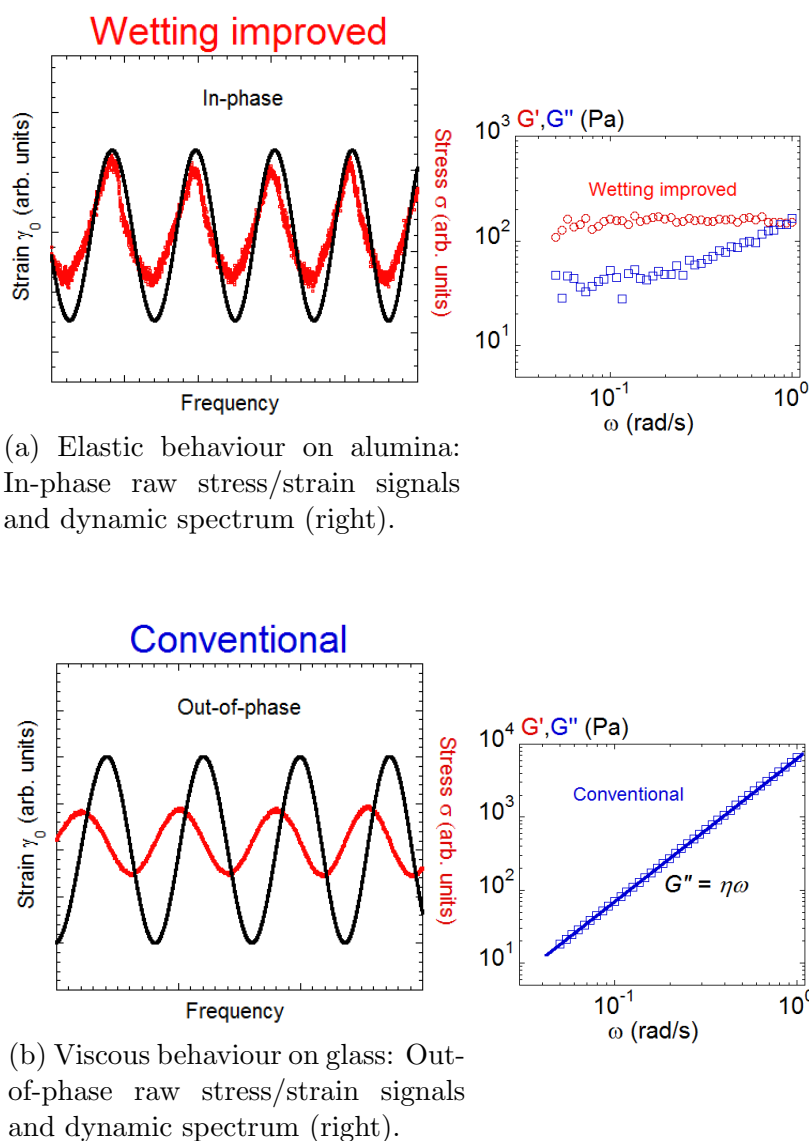 Wetting improved
In-phase
Strain γ₀ (arb. units)
Stress σ (arb. units)
Frequency
10³ G',G'' (Pa)
Wetting improved
10²
10¹
10⁻¹ 10⁰
ω (rad/s)
(a) Elastic behaviour on alumina:
In-phase raw stress/strain signals
and dynamic spectrum (right).
Conventional
Out-of-phase
Strain γ₀ (arb. units)
Stress σ (arb. units)
Frequency
10⁴ G',G'' (Pa)
Conventional
10³
G'' = ηω
10²
10¹
10⁻¹ 10⁰
ω (rad/s)
(b) Viscous behaviour on glass: Out-
of-phase raw stress/strain signals
and dynamic spectrum (right).